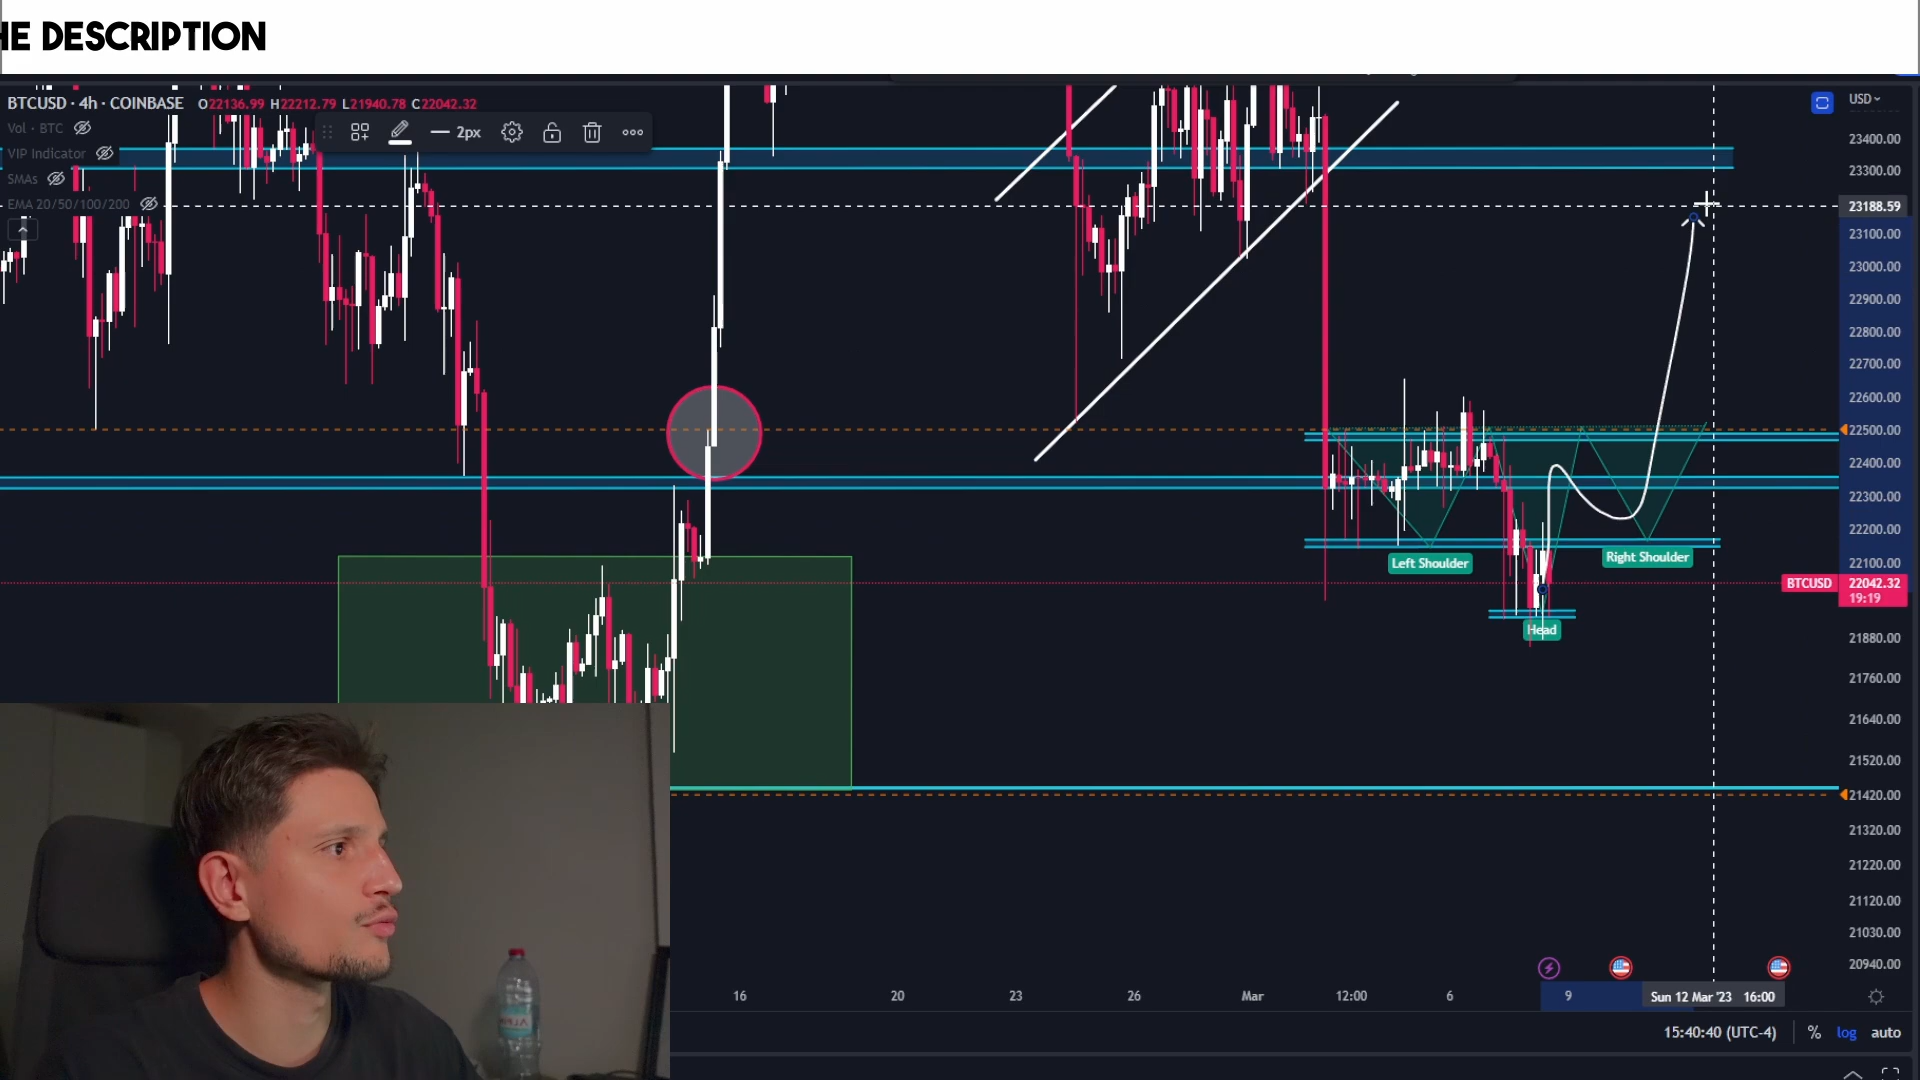 HE DESCRIPTION
BTCUSD · 4h · COINBASE O22136.99 H22212.79 L21940.78 C22042.32
Vol · BTC
VIP Indicator
SMAs
EMA 20/50/100/200
2px
USD
23400.00
23300.00
23188.59
23100.00
23000.00
22900.00
22800.00
22700.00
22600.00
22500.00
22400.00
22300.00
22200.00
22100.00
BTCUSD 22042.32
19:19
21880.00
21760.00
21640.00
21520.00
21420.00
21320.00
21220.00
21120.00
21030.00
20940.00
Left Shoulder
Right Shoulder
Head
16 20 23 26 Mar 12:00 6 9 Sun 12 Mar '23 16:00
15:40:40 (UTC-4) % log auto